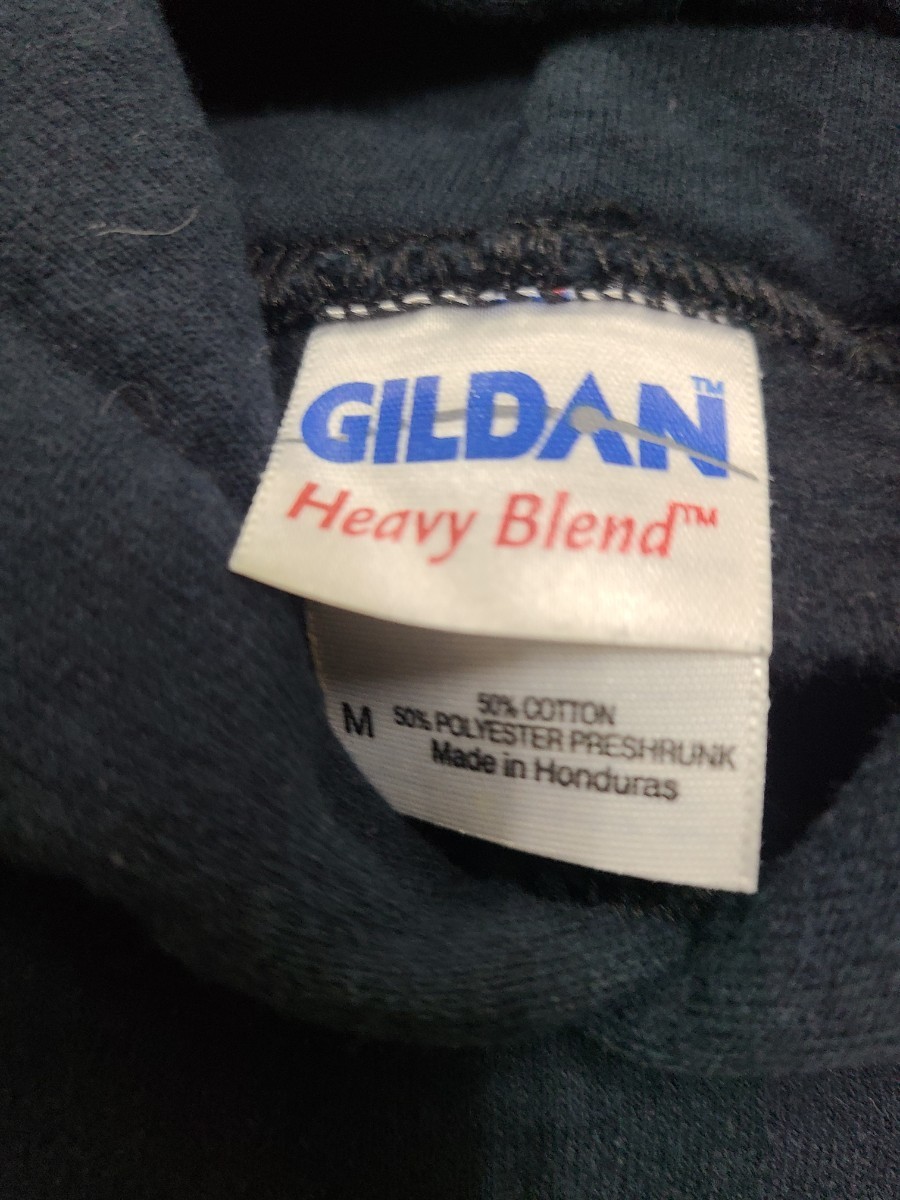 GILDAN™
Heavy Blend™
50% COTTON
M 50% POLYESTER PRESHRUNK
Made in Honduras